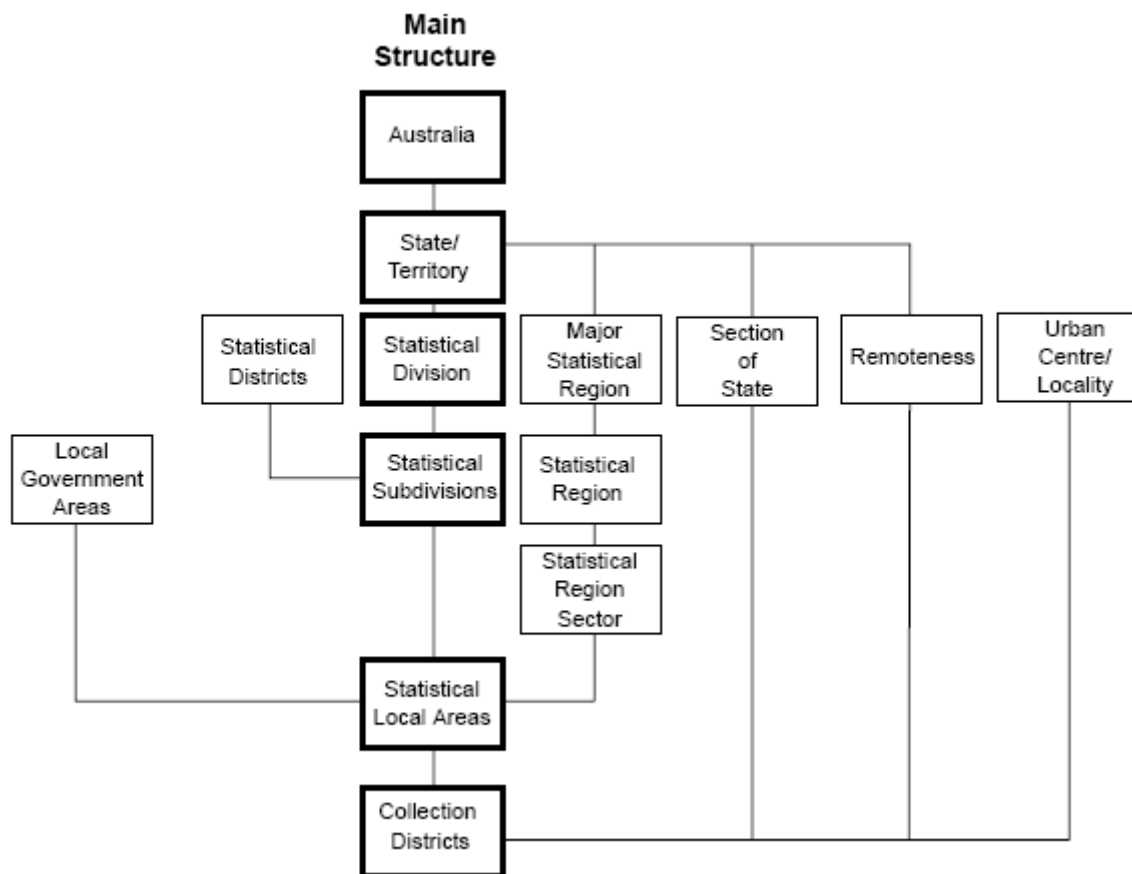 Main
Structure
Australia
State/
Territory
Statistical
Districts
Statistical
Division
Major
Statistical
Region
Section
of
State
Remoteness
Urban
Centre/
Locality
Local
Government
Areas
Statistical
Subdivisions
Statistical
Region
Statistical
Region
Sector
Statistical
Local Areas
Collection
Districts